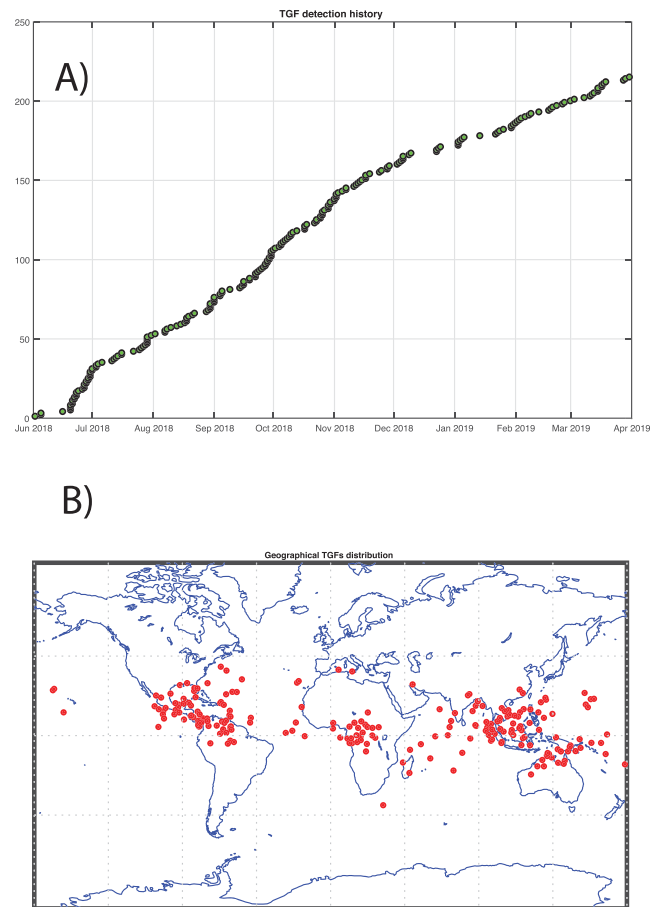 TGF detection history
A)
250
200
150
100
50
0
Jun 2018 Jul 2018 Aug 2018 Sep 2018 Oct 2018 Nov 2018 Dec 2018 Jan 2019 Feb 2019 Mar 2019 Apr 2019
B)
Geographical TGFs distribution